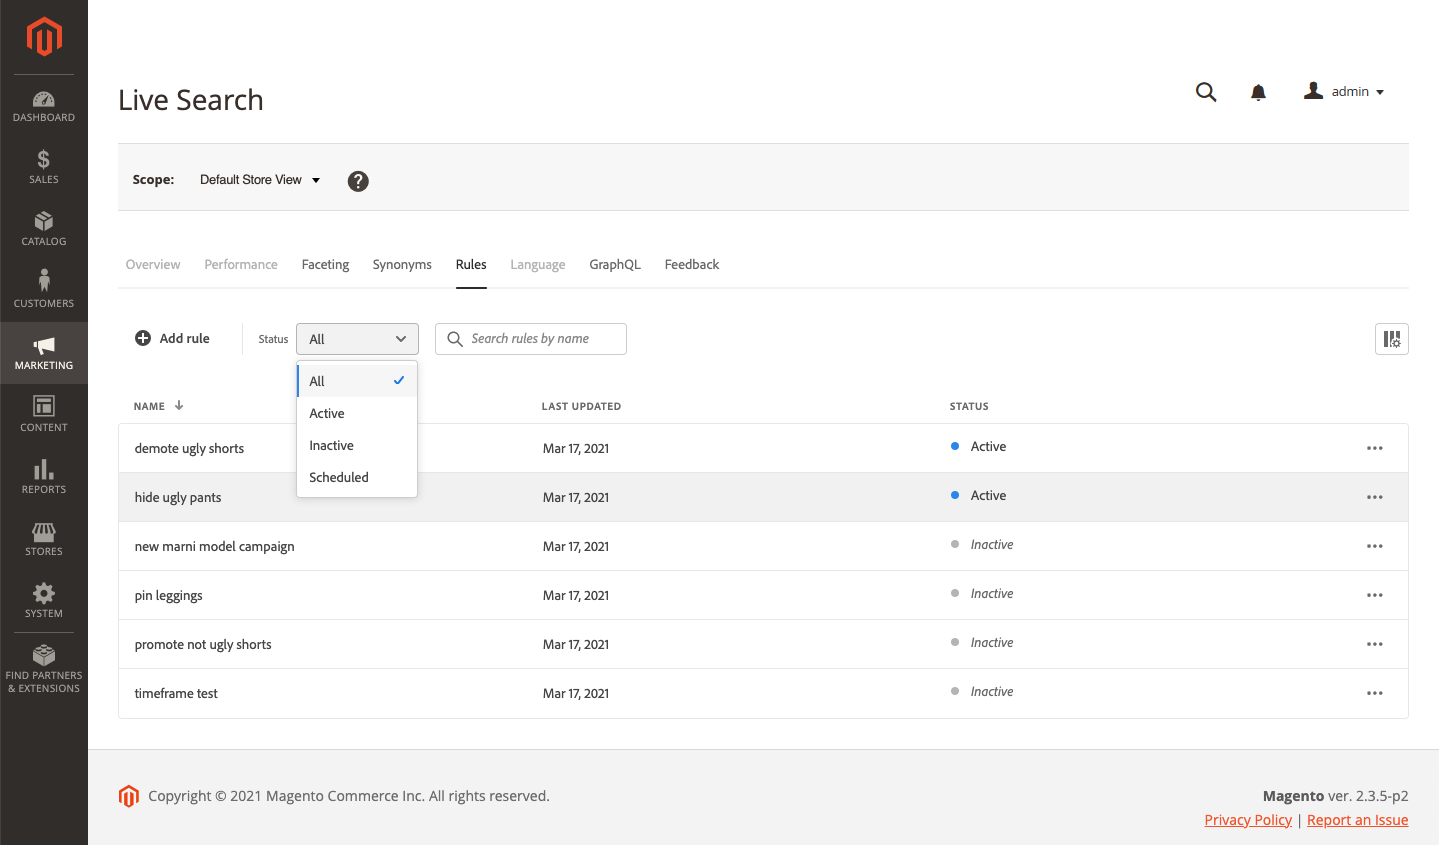 Live Search
admin
Scope: Default Store View ?
DASHBOARD
SALES
CATALOG
CUSTOMERS
MARKETING
CONTENT
REPORTS
STORES
SYSTEM
FIND PARTNERS
& EXTENSIONS
Overview Performance Faceting Synonyms Rules Language GraphQL Feedback
Add rule Status All Search rules by name
All
Active
Inactive
Scheduled
NAME LAST UPDATED STATUS
demote ugly shorts Mar 17, 2021 Active
hide ugly pants Mar 17, 2021 Active
new marni model campaign Mar 17, 2021 Inactive
pin leggings Mar 17, 2021 Inactive
promote not ugly shorts Mar 17, 2021 Inactive
timeframe test Mar 17, 2021 Inactive
Copyright © 2021 Magento Commerce Inc. All rights reserved.
Magento ver. 2.3.5-p2
Privacy Policy | Report an Issue